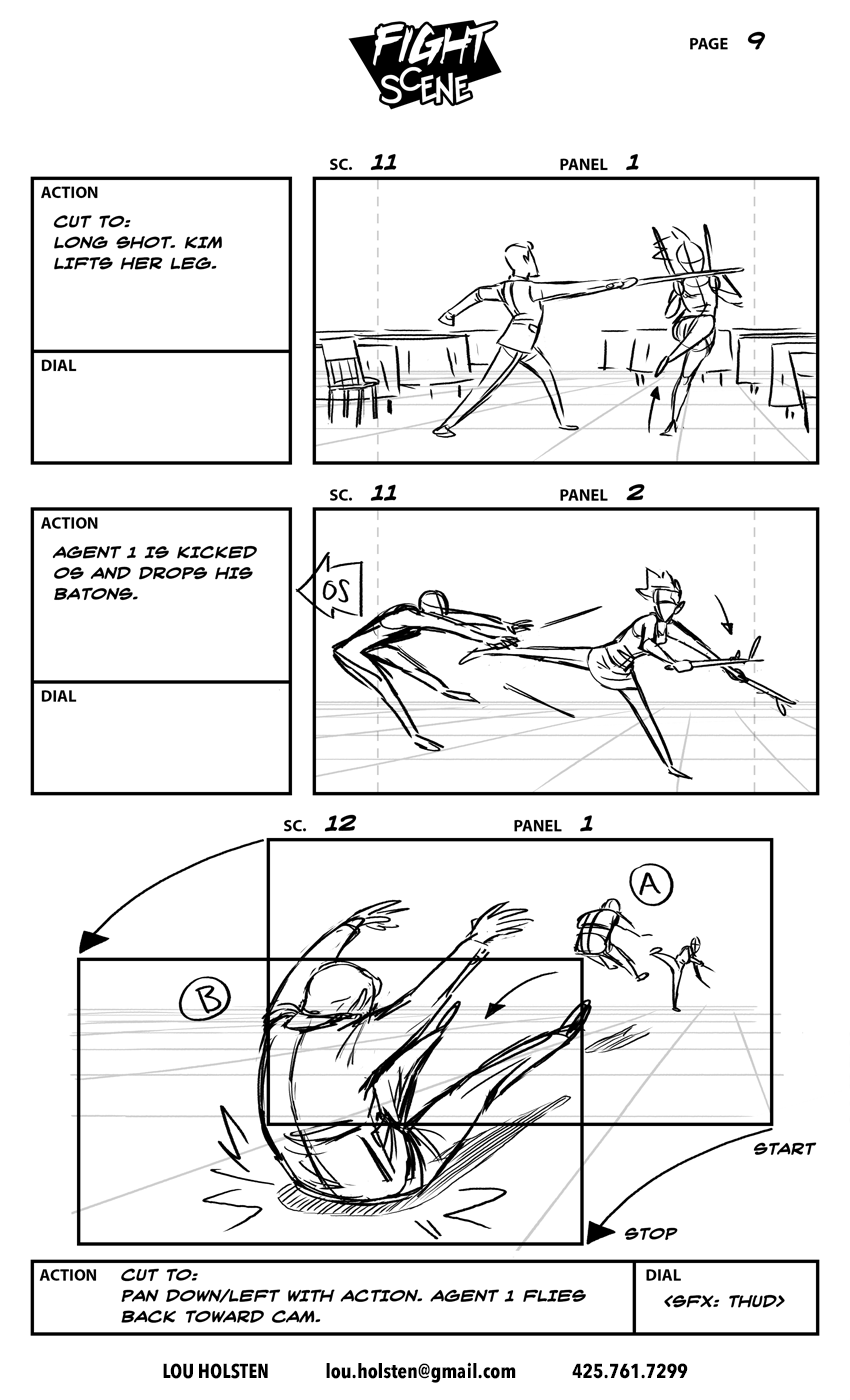 FIGHT
SCENE
PAGE 9
SC. 11 PANEL 1
ACTION
CUT TO:
LONG SHOT. KIM
LIFTS HER LEG.
DIAL
SC. 11 PANEL 2
ACTION
AGENT 1 IS KICKED
OS AND DROPS HIS
BATONS.
DIAL
OS
SC. 12 PANEL 1
A
B
START
STOP
ACTION CUT TO:
PAN DOWN/LEFT WITH ACTION. AGENT 1 FLIES
BACK TOWARD CAM.
DIAL
<SFX: THUD>
LOU HOLSTEN lou.holsten@gmail.com 425.761.7299